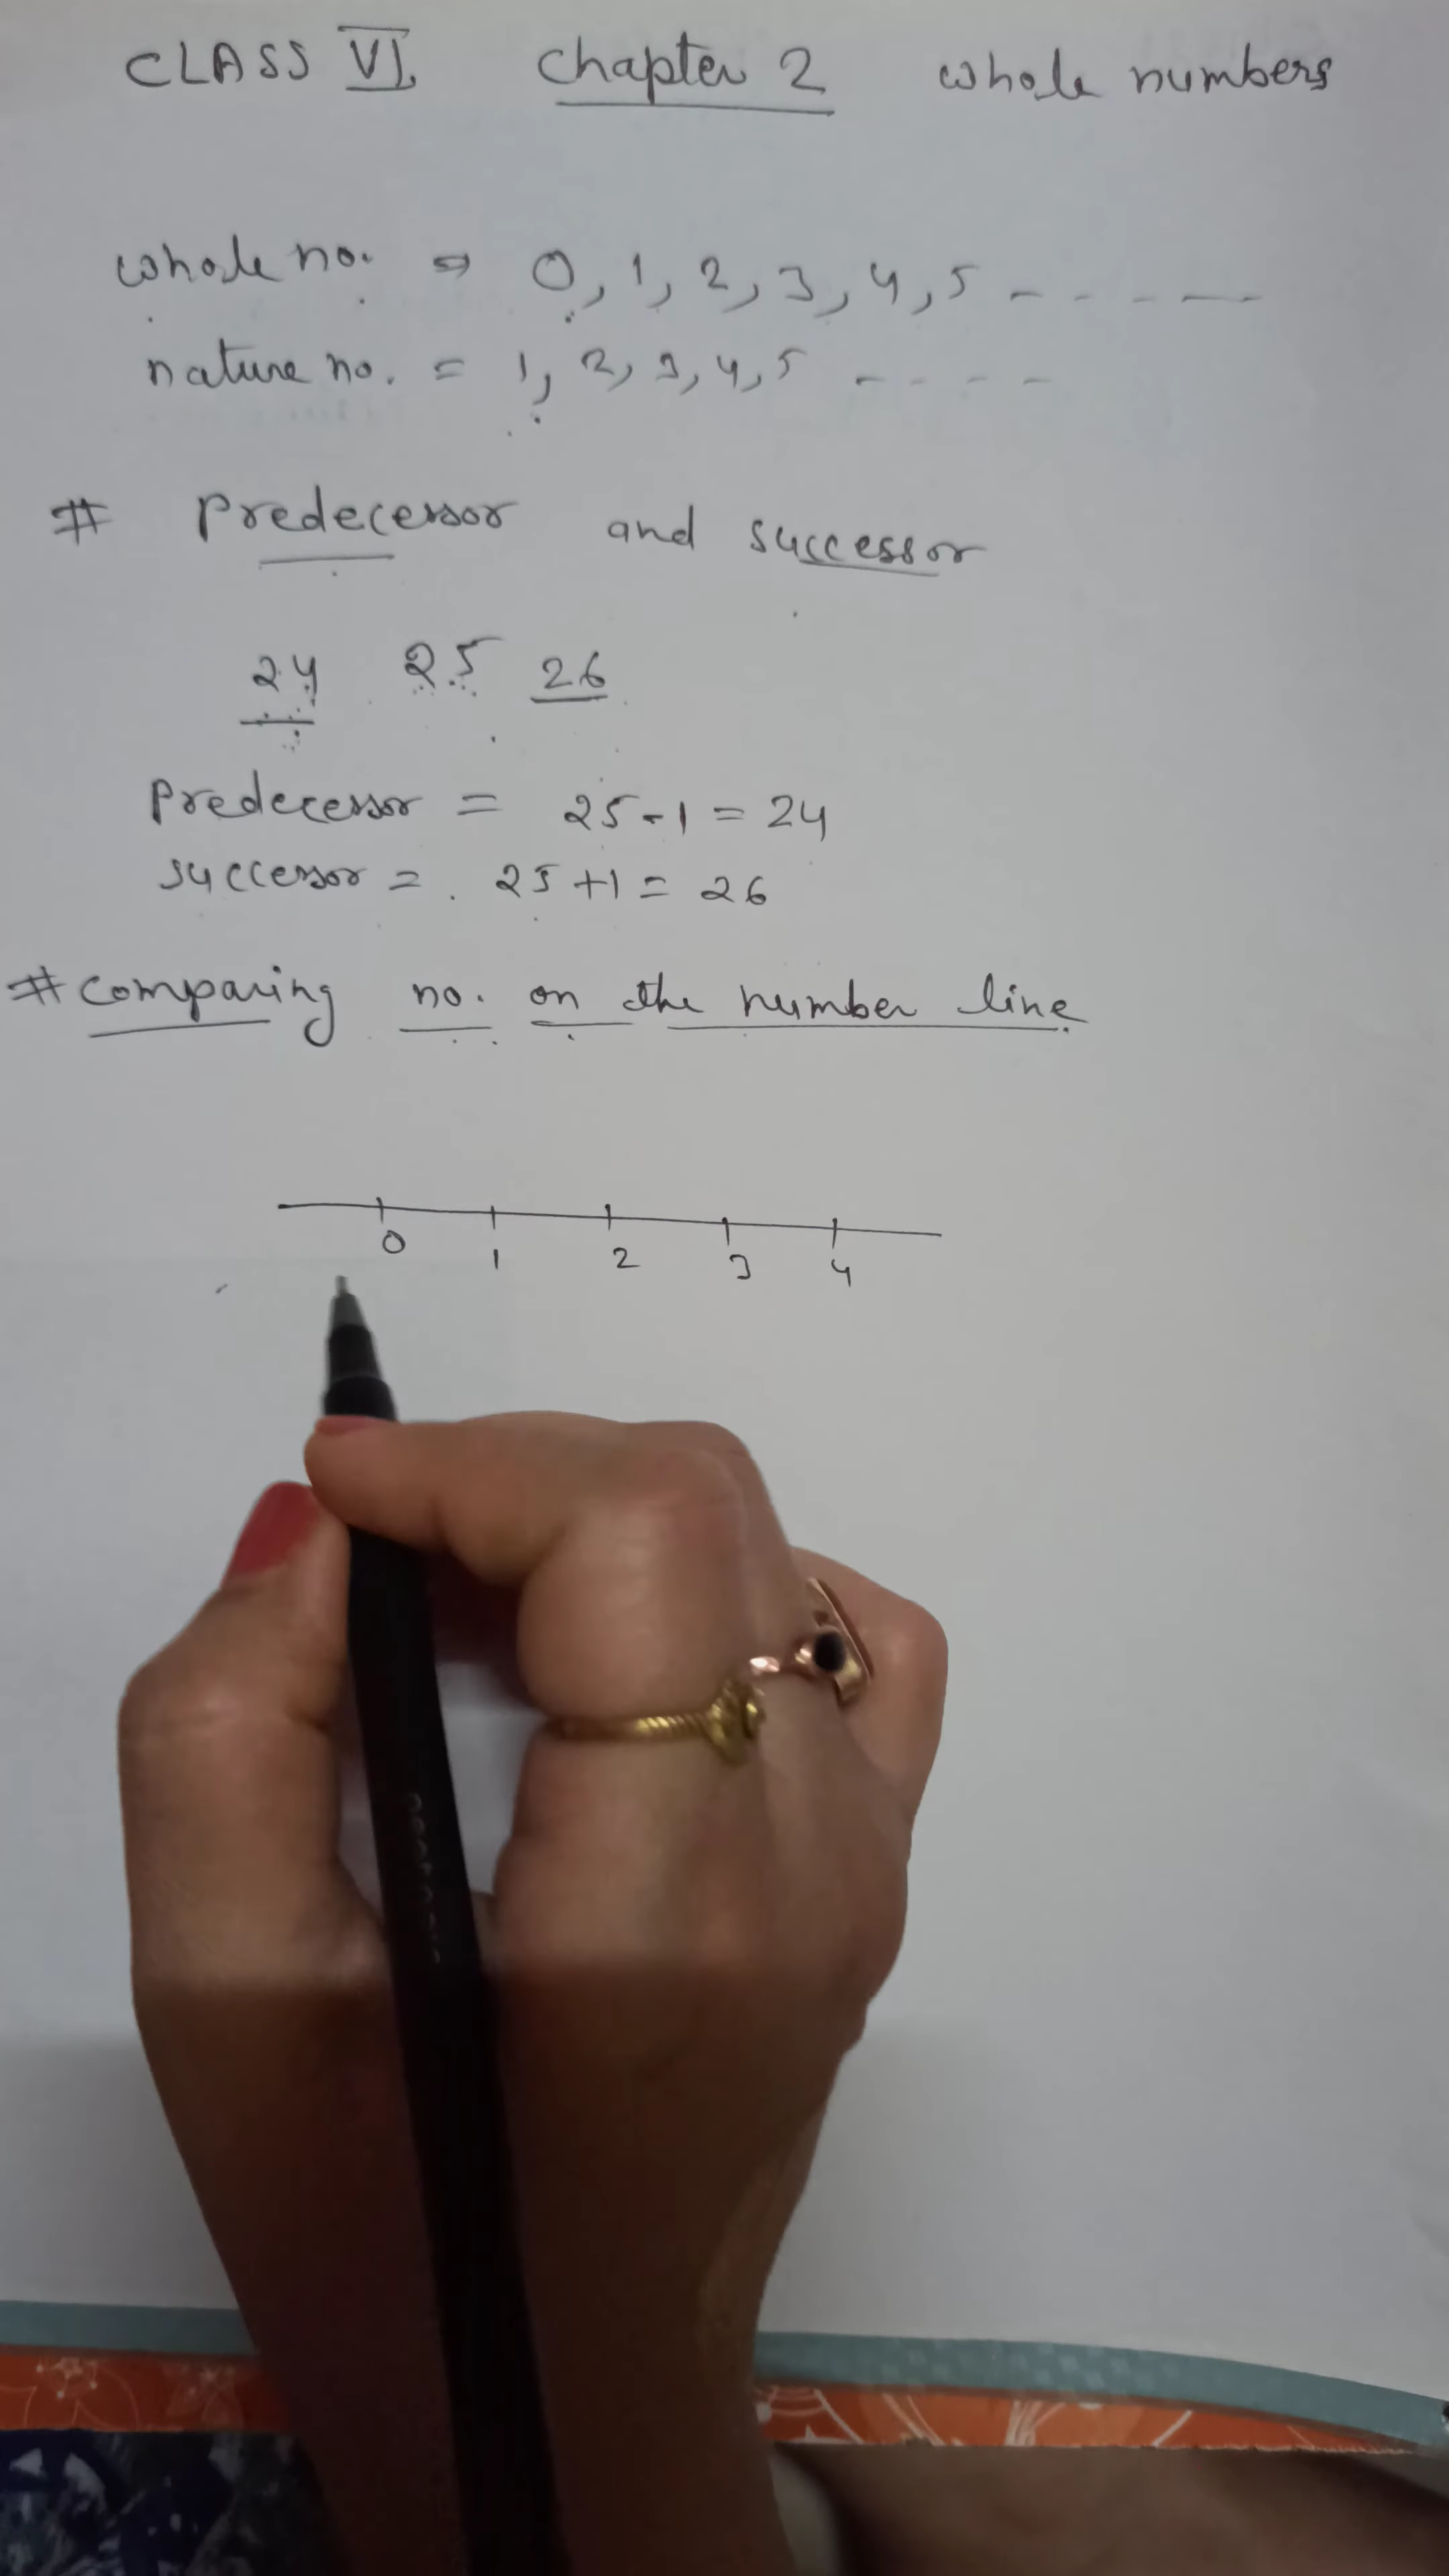 CLASS VI Chapter 2 whole numbers
whole no. ⇒ 0, 1, 2, 3, 4, 5 - - - - -
nature no. = 1, 2, 3, 4, 5 - - - -
# Predecessor and successor
24 25 26
Predecessor = 25-1 = 24
successor = 25+1 = 26
# Comparing no. on the number line
0 1 2 3 4